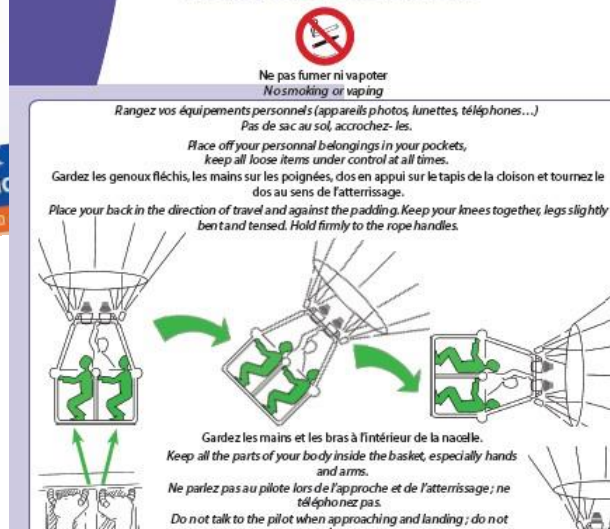 Ne pas fumer ni vapoter
No smoking or vaping
Rangez vos équipements personnels (appareils photos, lunettes, téléphones...)
Pas de sac au sol, accrochez- les.
Place off your personnal belongings in your pockets,
keep all loose items under control at all times.
Gardez les genoux fléchis, les mains sur les poignées, dos en appui sur le tapis de la cloison et tournez le
dos au sens de l'atterrissage.
Place your back in the direction of travel and against the padding. Keep your knees together, legs slightly
bent and tensed. Hold firmly to the rope handles.
Gardez les mains et les bras à l'intérieur de la nacelle.
Keep all the parts of your body inside the basket, especially hands
and arms.
Ne parlez pas au pilote lors de l'approche et de l'atterrissage ; ne
téléphonez pas.
Do not talk to the pilot when approaching and landing ; do not